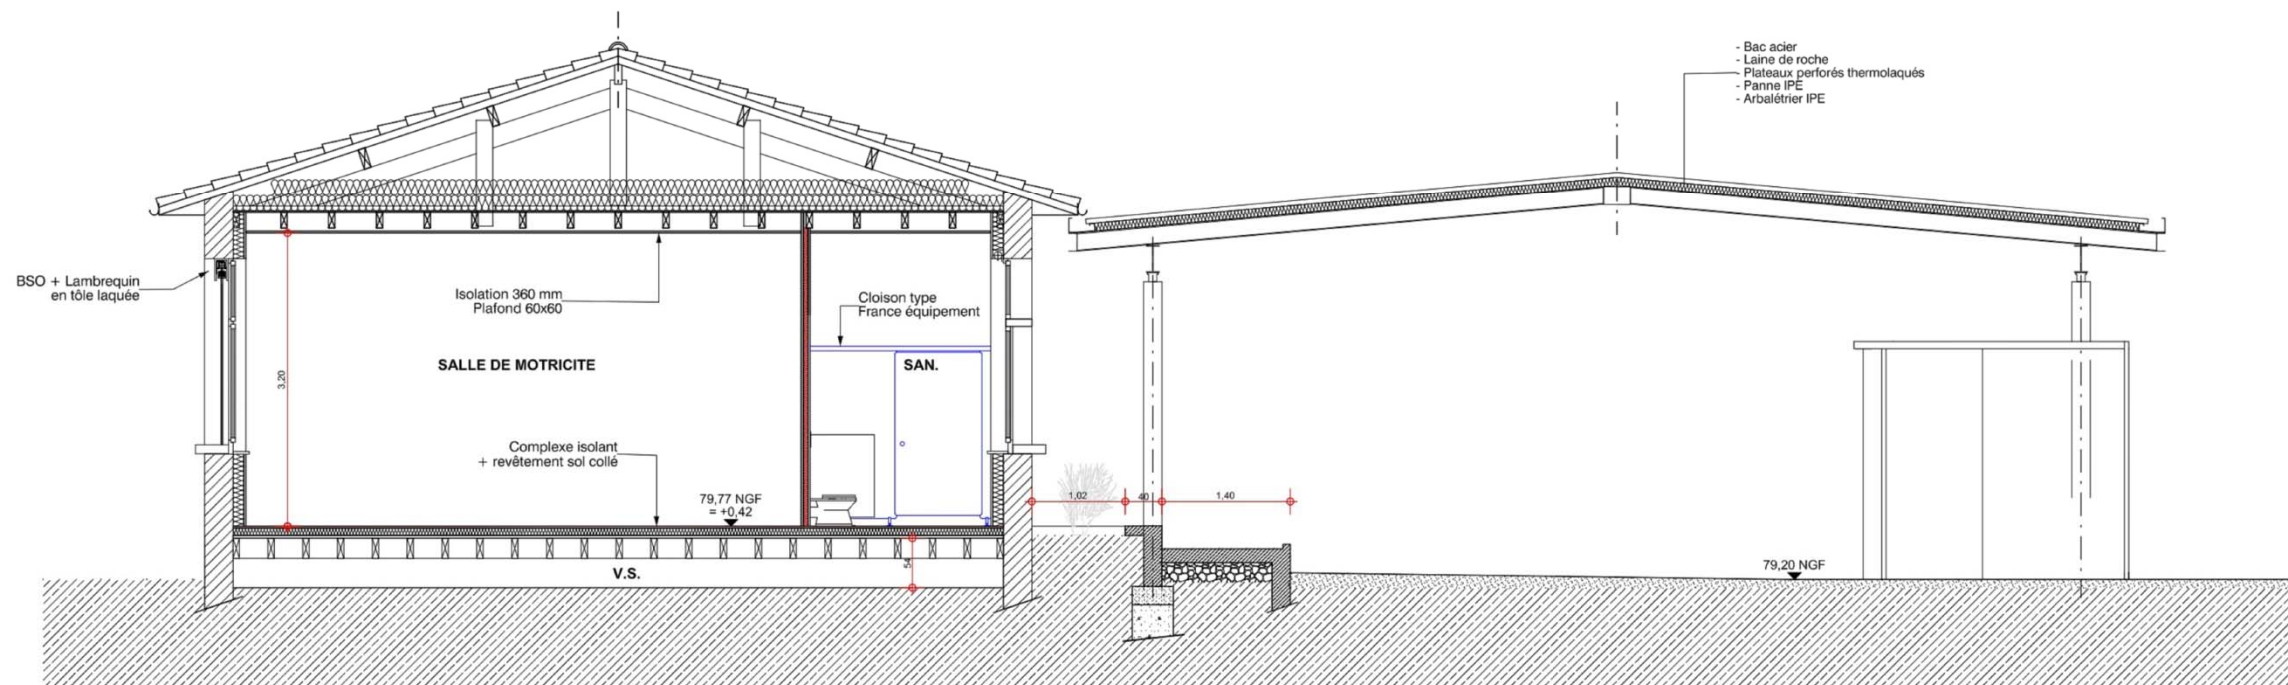 - Bac acier
- Laine de roche
- Plateaux perforés thermolaqués
- Panne IPE
- Arbalétrier IPE
BSO + Lambrequin
en tôle laquée
Isolation 360 mm
Plafond 60x60
Cloison type
France équipement
SALLE DE MOTRICITE
SAN.
3,20
Complexe isolant
+ revêtement sol collé
79,77 NGF
= +0,42
1,02
40
1,40
54
V.S.
79,20 NGF